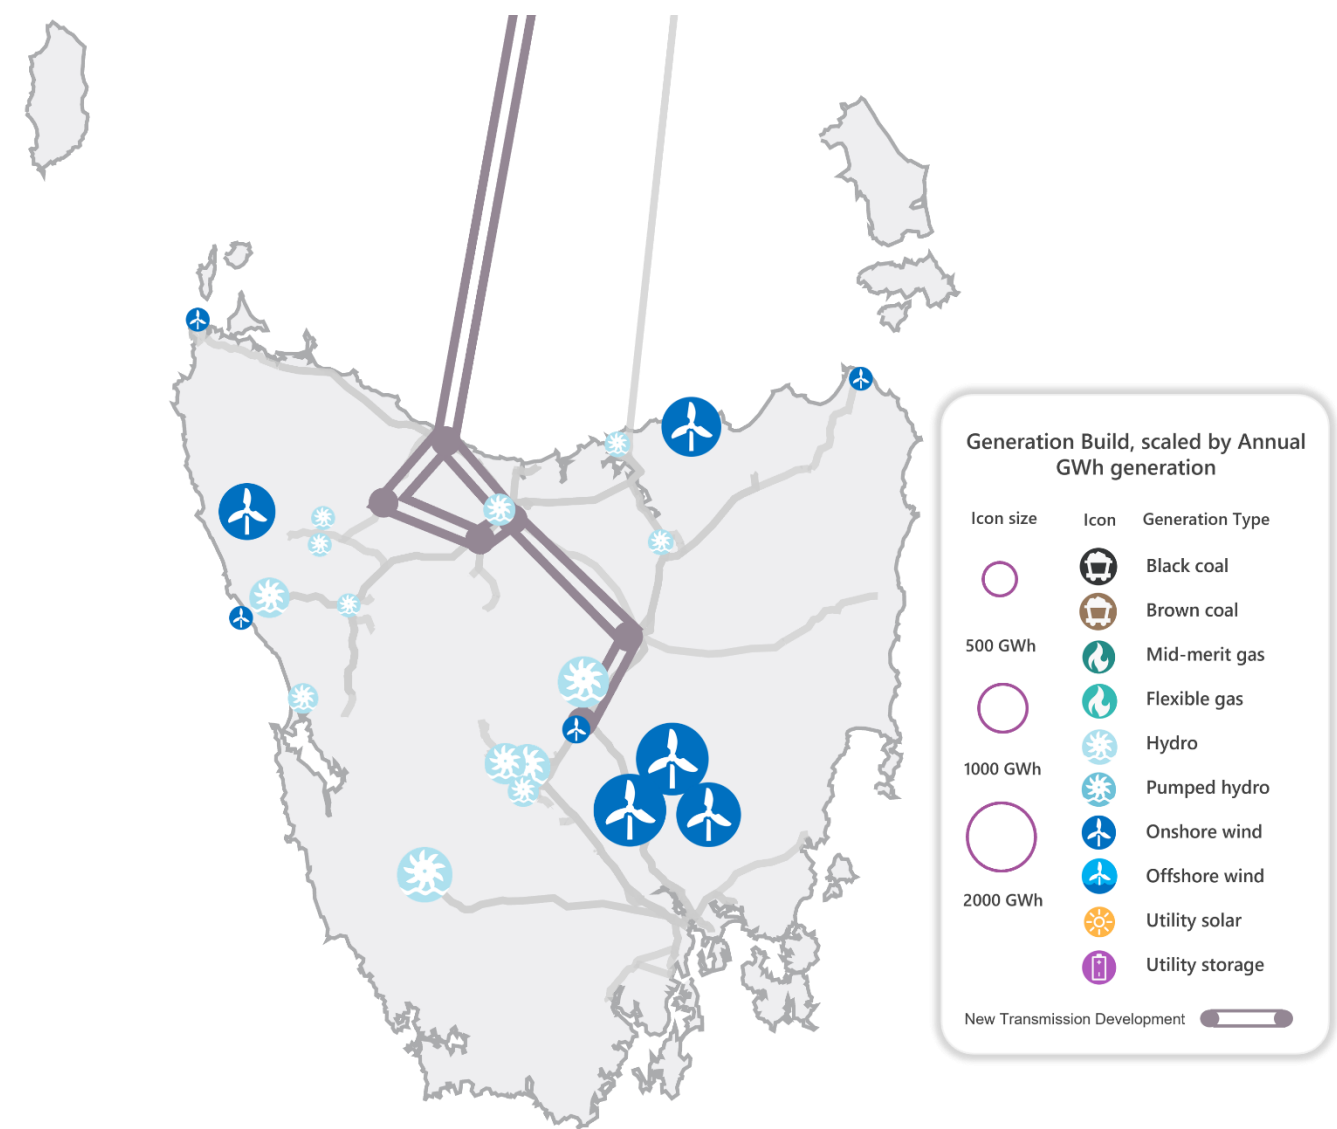 Generation Build, scaled by Annual
GWh generation
Icon size
Icon
Generation Type
Black coal
Brown coal
500 GWh
Mid-merit gas
Flexible gas
Hydro
1000 GWh
Pumped hydro
Onshore wind
Offshore wind
2000 GWh
Utility solar
Utility storage
New Transmission Development